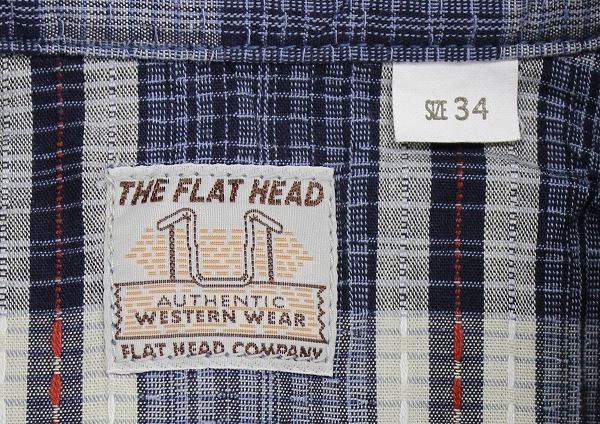 SIZE 34
THE FLAT HEAD
AUTHENTIC
WESTERN WEAR
FLAT HEAD COMPANY